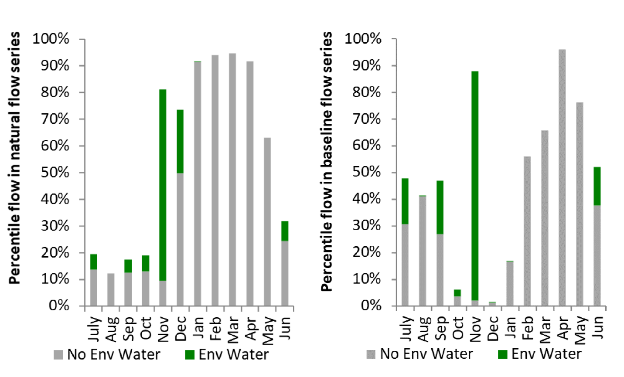 Percentile flow in natural flow series
100%
90%
80%
70%
60%
50%
40%
30%
20%
10%
0%
July
Aug
Sep
Oct
Nov
Dec
Jan
Feb
Mar
Apr
May
Jun
No Env Water Env Water
Percentile flow in baseline flow series
100%
90%
80%
70%
60%
50%
40%
30%
20%
10%
0%
July
Aug
Sep
Oct
Nov
Dec
Jan
Feb
Mar
Apr
May
Jun
No Env Water Env Water